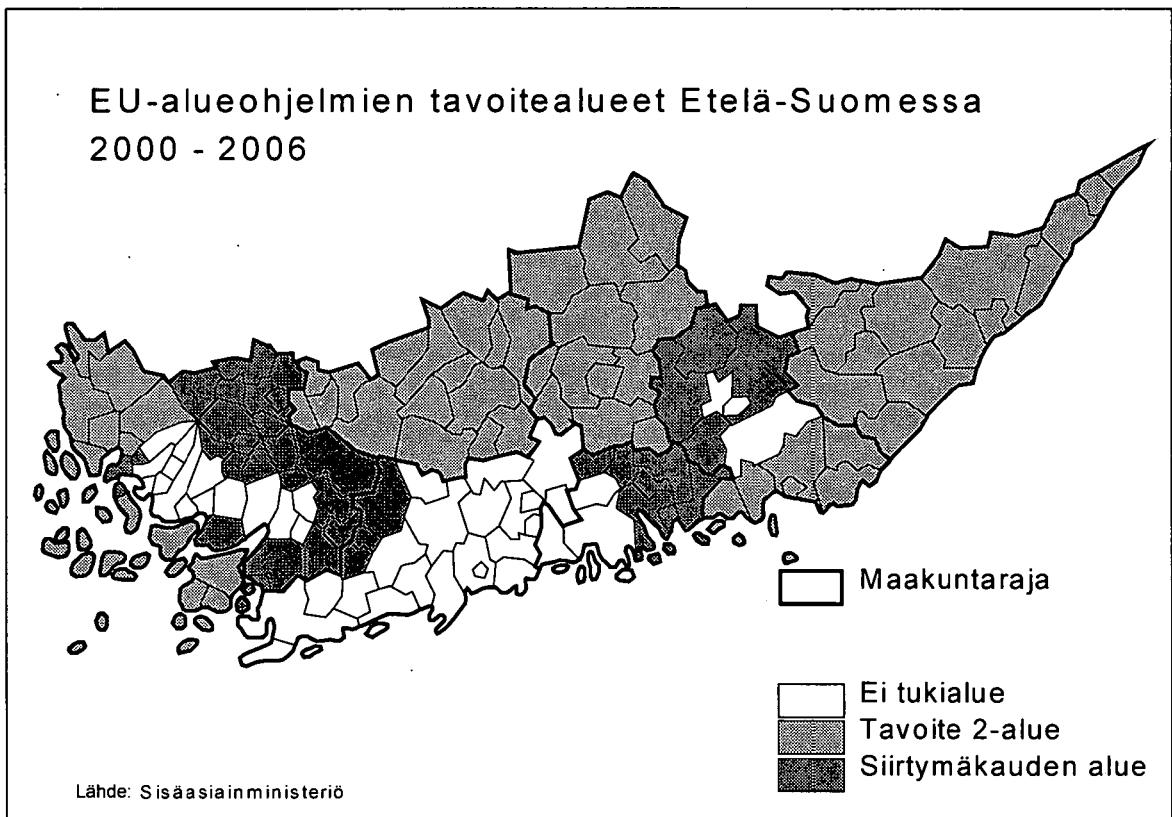 EU-alueohjelmien tavoitealueet Etelä-Suomessa
2000 - 2006
Maakuntaraja
Ei tukialue
Tavoite 2-alue
Siirtymäkauden alue
Lähde: Sisäasiainministeriö